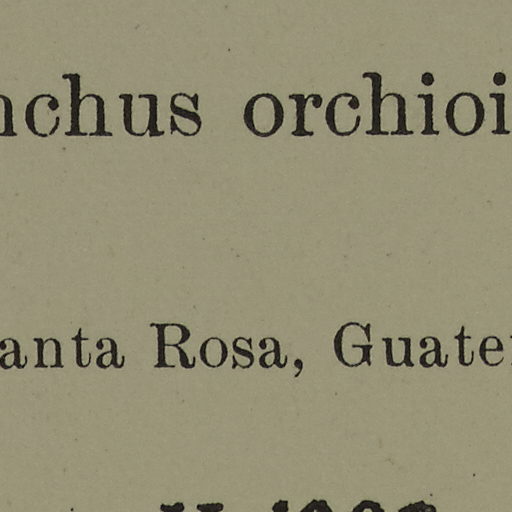 nchus orchioi
anta Rosa, Guate